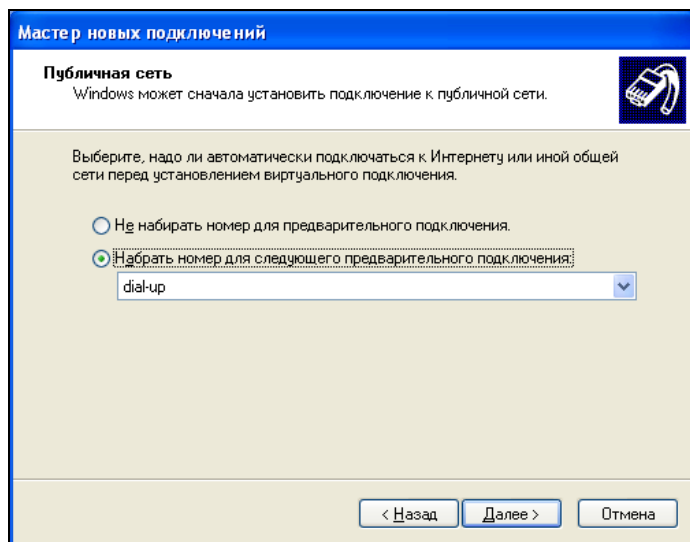 Мастер новых подключений
Публичная сеть
Windows может сначала установить подключение к публичной сети.
Выберите, надо ли автоматически подключаться к Интернету или иной общей
сети перед установлением виртуального подключения.
Не набирать номер для предварительного подключения.
Набрать номер для следующего предварительного подключения:
dial-up
< Назад Далее > Отмена